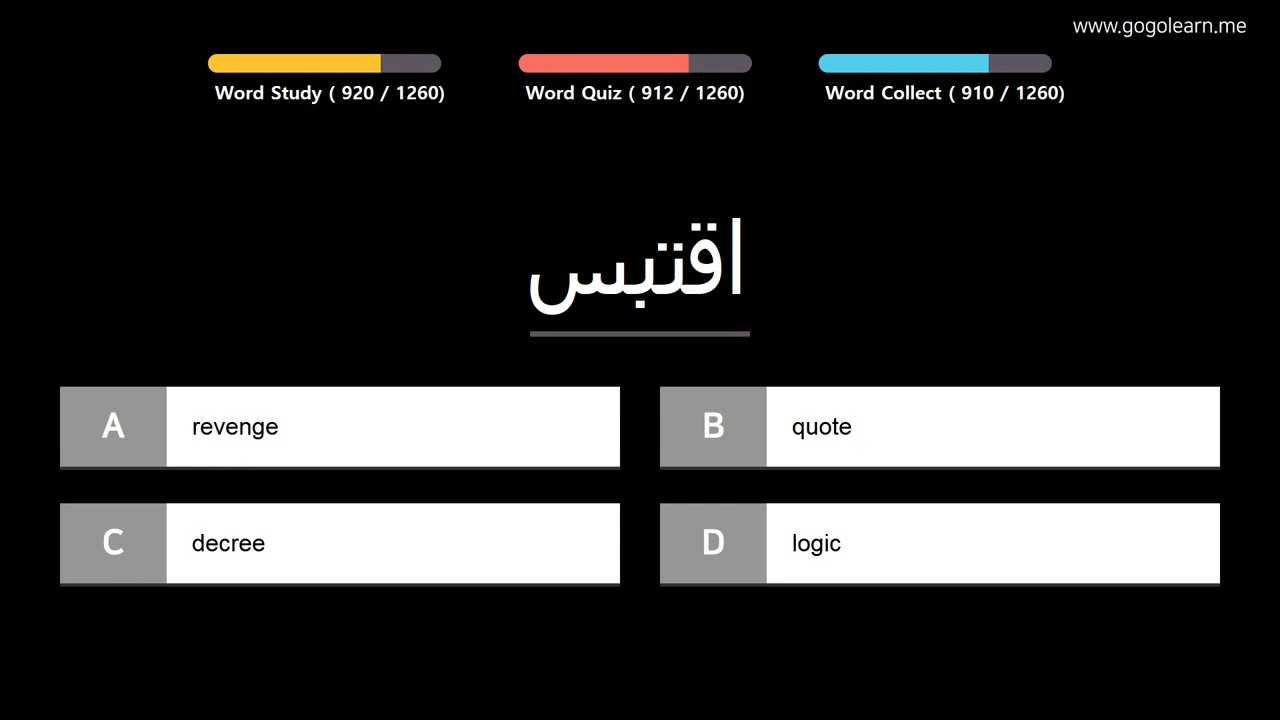 www.gogolearn.me
Word Study ( 920 / 1260)
Word Quiz ( 912 / 1260)
Word Collect ( 910 / 1260)
اقتبس
A revenge
B quote
C decree
D logic